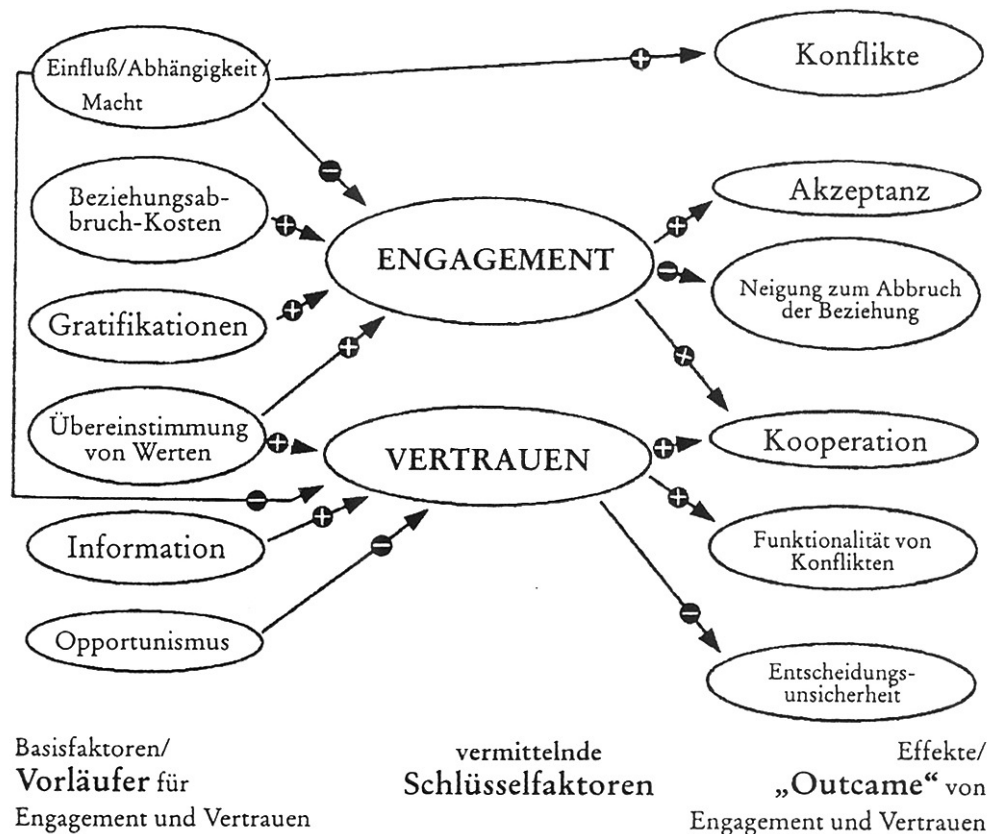 Einfluß/Abhängigkeit/
Macht
Konflikte
Beziehungsab-
bruch-Kosten
Akzeptanz
ENGAGEMENT
Neigung zum Abbruch
der Beziehung
Gratifikationen
Übereinstimmung
von Werten
VERTRAUEN
Kooperation
Information
Funktionalität von
Konflikten
Opportunismus
Entscheidungs-
unsicherheit
Basisfaktoren/
Vorläufer für
Engagement und Vertrauen
vermittelnde
Schlüsselfaktoren
Effekte/
„Outcame“ von
Engagement und Vertrauen